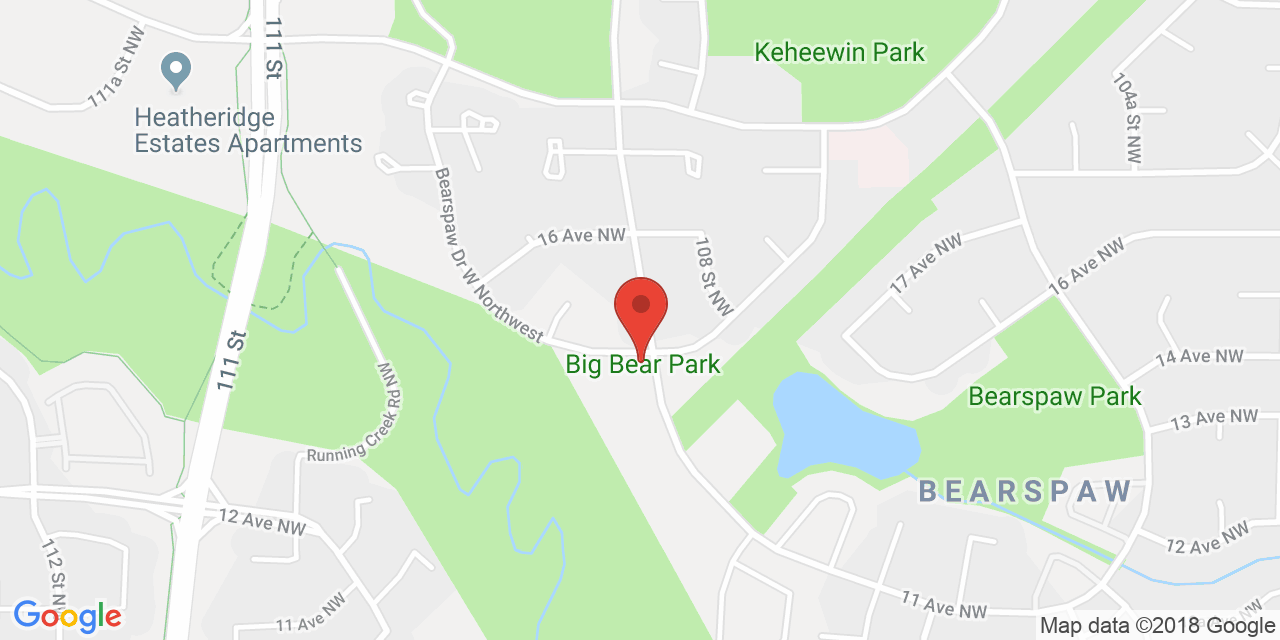 111 St
Keheewin Park
111a St NW
104a St NW
Heatheridge
Estates Apartments
Bearspaw Dr W Northwest
16 Ave NW
108 St NW
17 Ave NW
16 Ave NW
111 St
Big Bear Park
14 Ave NW
Running Creek Rd NW
Bearspaw Park
13 Ave NW
BEARSPAW
12 Ave NW
12 Ave NW
112 St NW
11 Ave NW
11 Ave NW
Google
Map data ©2018 Google